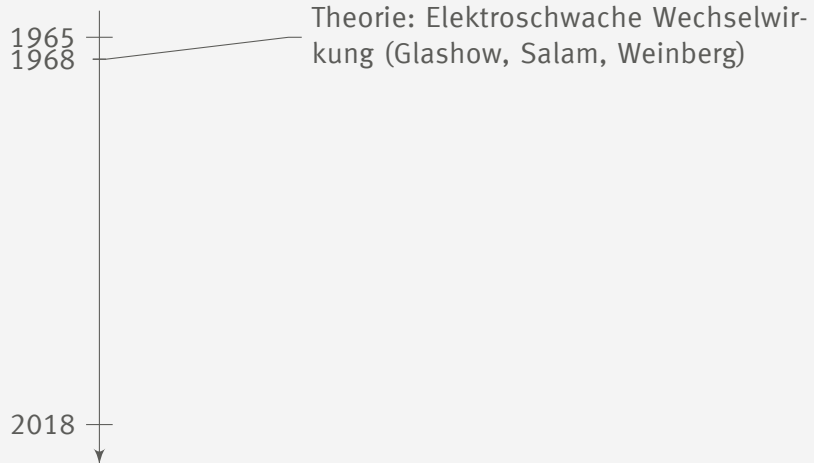 1965
1968
Theorie: Elektroschwache Wechselwir-
kung (Glashow, Salam, Weinberg)
2018